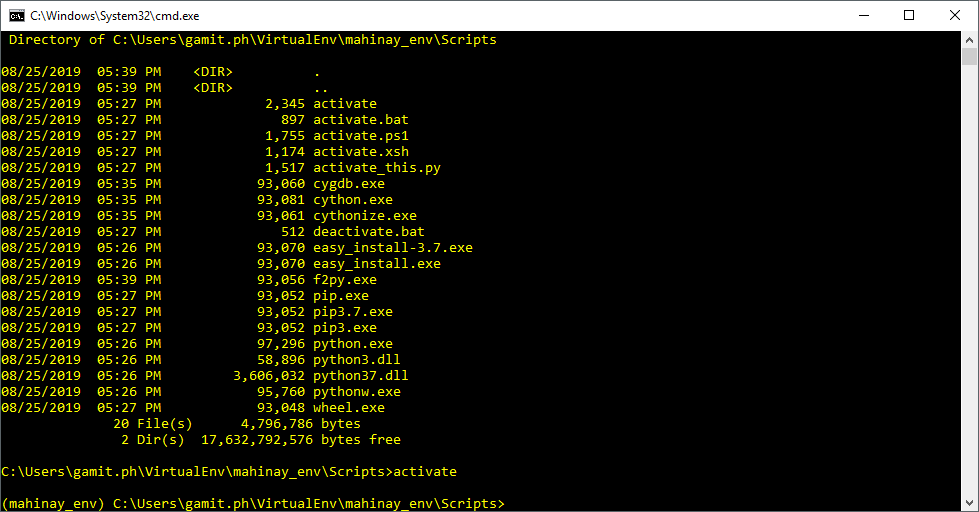 C:\Windows\System32\cmd.exe
 Directory of C:\Users\gamit.ph\VirtualEnv\mahinay_env\Scripts
08/25/2019  05:39 PM    <DIR>          .
08/25/2019  05:39 PM    <DIR>          ..
08/25/2019  05:27 PM             2,345 activate
08/25/2019  05:27 PM               897 activate.bat
08/25/2019  05:27 PM             1,755 activate.ps1
08/25/2019  05:27 PM             1,174 activate.xsh
08/25/2019  05:27 PM             1,517 activate_this.py
08/25/2019  05:35 PM            93,060 cygdb.exe
08/25/2019  05:35 PM            93,081 cython.exe
08/25/2019  05:35 PM            93,061 cythonize.exe
08/25/2019  05:27 PM               512 deactivate.bat
08/25/2019  05:26 PM            93,070 easy_install-3.7.exe
08/25/2019  05:26 PM            93,070 easy_install.exe
08/25/2019  05:39 PM            93,056 f2py.exe
08/25/2019  05:27 PM            93,052 pip.exe
08/25/2019  05:27 PM            93,052 pip3.7.exe
08/25/2019  05:27 PM            93,052 pip3.exe
08/25/2019  05:26 PM            97,296 python.exe
08/25/2019  05:26 PM            58,896 python3.dll
08/25/2019  05:26 PM         3,606,032 python37.dll
08/25/2019  05:26 PM            95,760 pythonw.exe
08/25/2019  05:27 PM            93,048 wheel.exe
              20 File(s)      4,796,786 bytes
               2 Dir(s)  17,632,792,576 bytes free
C:\Users\gamit.ph\VirtualEnv\mahinay_env\Scripts>activate
(mahinay_env) C:\Users\gamit.ph\VirtualEnv\mahinay_env\Scripts>